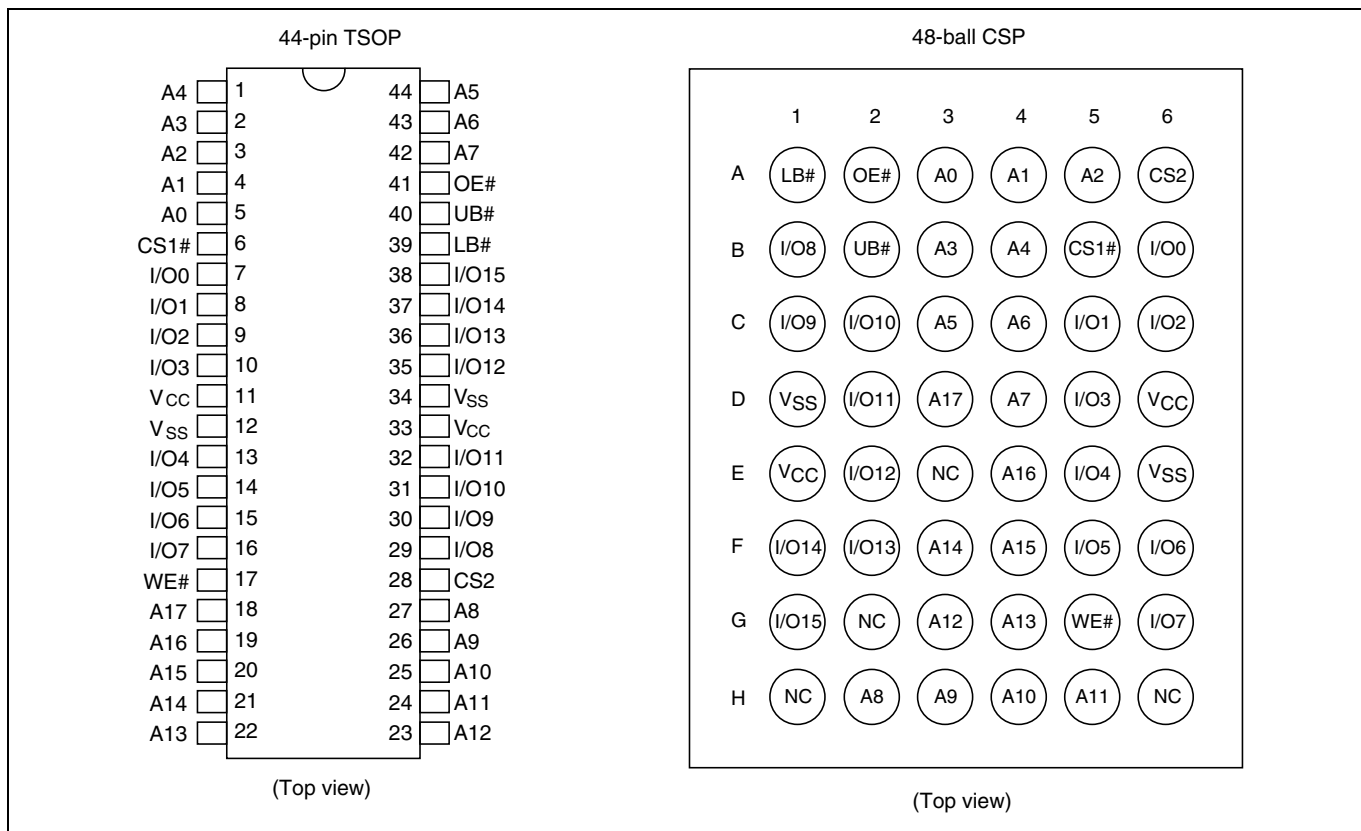 44-pin TSOP
A4 1 44 A5
A3 2 43 A6
A2 3 42 A7
A1 4 41 OE#
A0 5 40 UB#
CS1# 6 39 LB#
I/O0 7 38 I/O15
I/O1 8 37 I/O14
I/O2 9 36 I/O13
I/O3 10 35 I/O12
VCC 11 34 VSS
VSS 12 33 VCC
I/O4 13 32 I/O11
I/O5 14 31 I/O10
I/O6 15 30 I/O9
I/O7 16 29 I/O8
WE# 17 28 CS2
A17 18 27 A8
A16 19 26 A9
A15 20 25 A10
A14 21 24 A11
A13 22 23 A12
(Top view)
48-ball CSP
1 2 3 4 5 6
A LB# OE# A0 A1 A2 CS2
B I/O8 UB# A3 A4 CS1# I/O0
C I/O9 I/O10 A5 A6 I/O1 I/O2
D VSS I/O11 A17 A7 I/O3 VCC
E VCC I/O12 NC A16 I/O4 VSS
F I/O14 I/O13 A14 A15 I/O5 I/O6
G I/O15 NC A12 A13 WE# I/O7
H NC A8 A9 A10 A11 NC
(Top view)